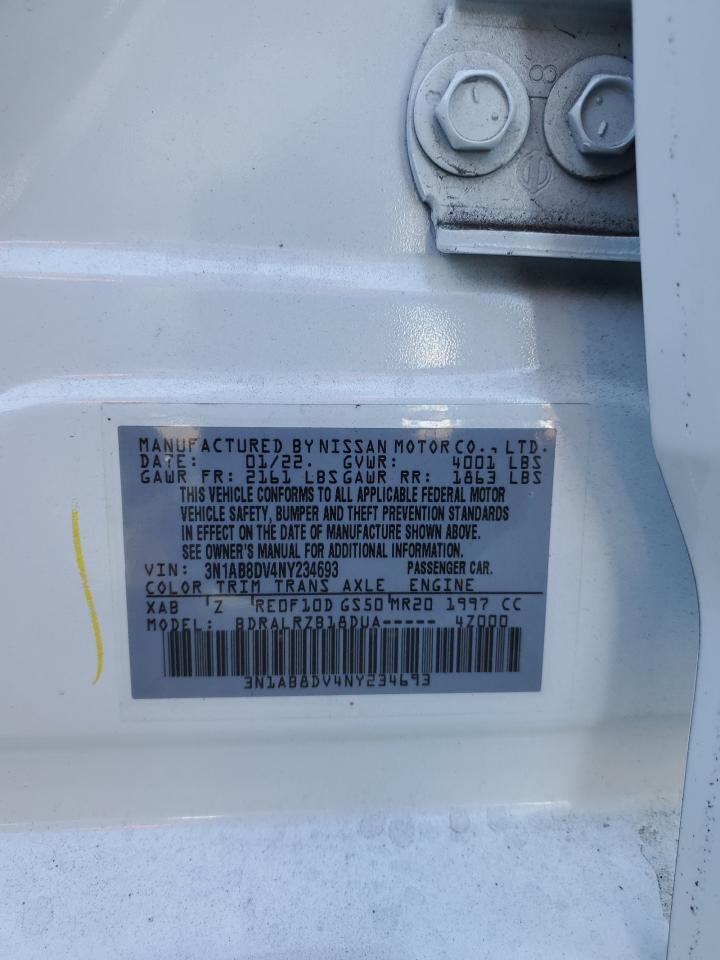 8
MANUFACTURED BY NISSAN MOTOR CO., LTD.
DATE: 01/22. GVWR: 4001 LBS
GAWR FR: 2161 LBS GAWR RR: 1863 LBS
THIS VEHICLE CONFORMS TO ALL APPLICABLE FEDERAL MOTOR
VEHICLE SAFETY, BUMPER AND THEFT PREVENTION STANDARDS
IN EFFECT ON THE DATE OF MANUFACTURE SHOWN ABOVE.
SEE OWNER'S MANUAL FOR ADDITIONAL INFORMATION.
VIN: 3N1AB8DV4NY234693 PASSENGER CAR.
COLOR TRIM TRANS AXLE ENGINE
XAB Z RE0F10D GS50 MR20 1997 CC
MODEL: BDRALRZB18DUA----- 4Z000
3N1AB8DV4NY234693